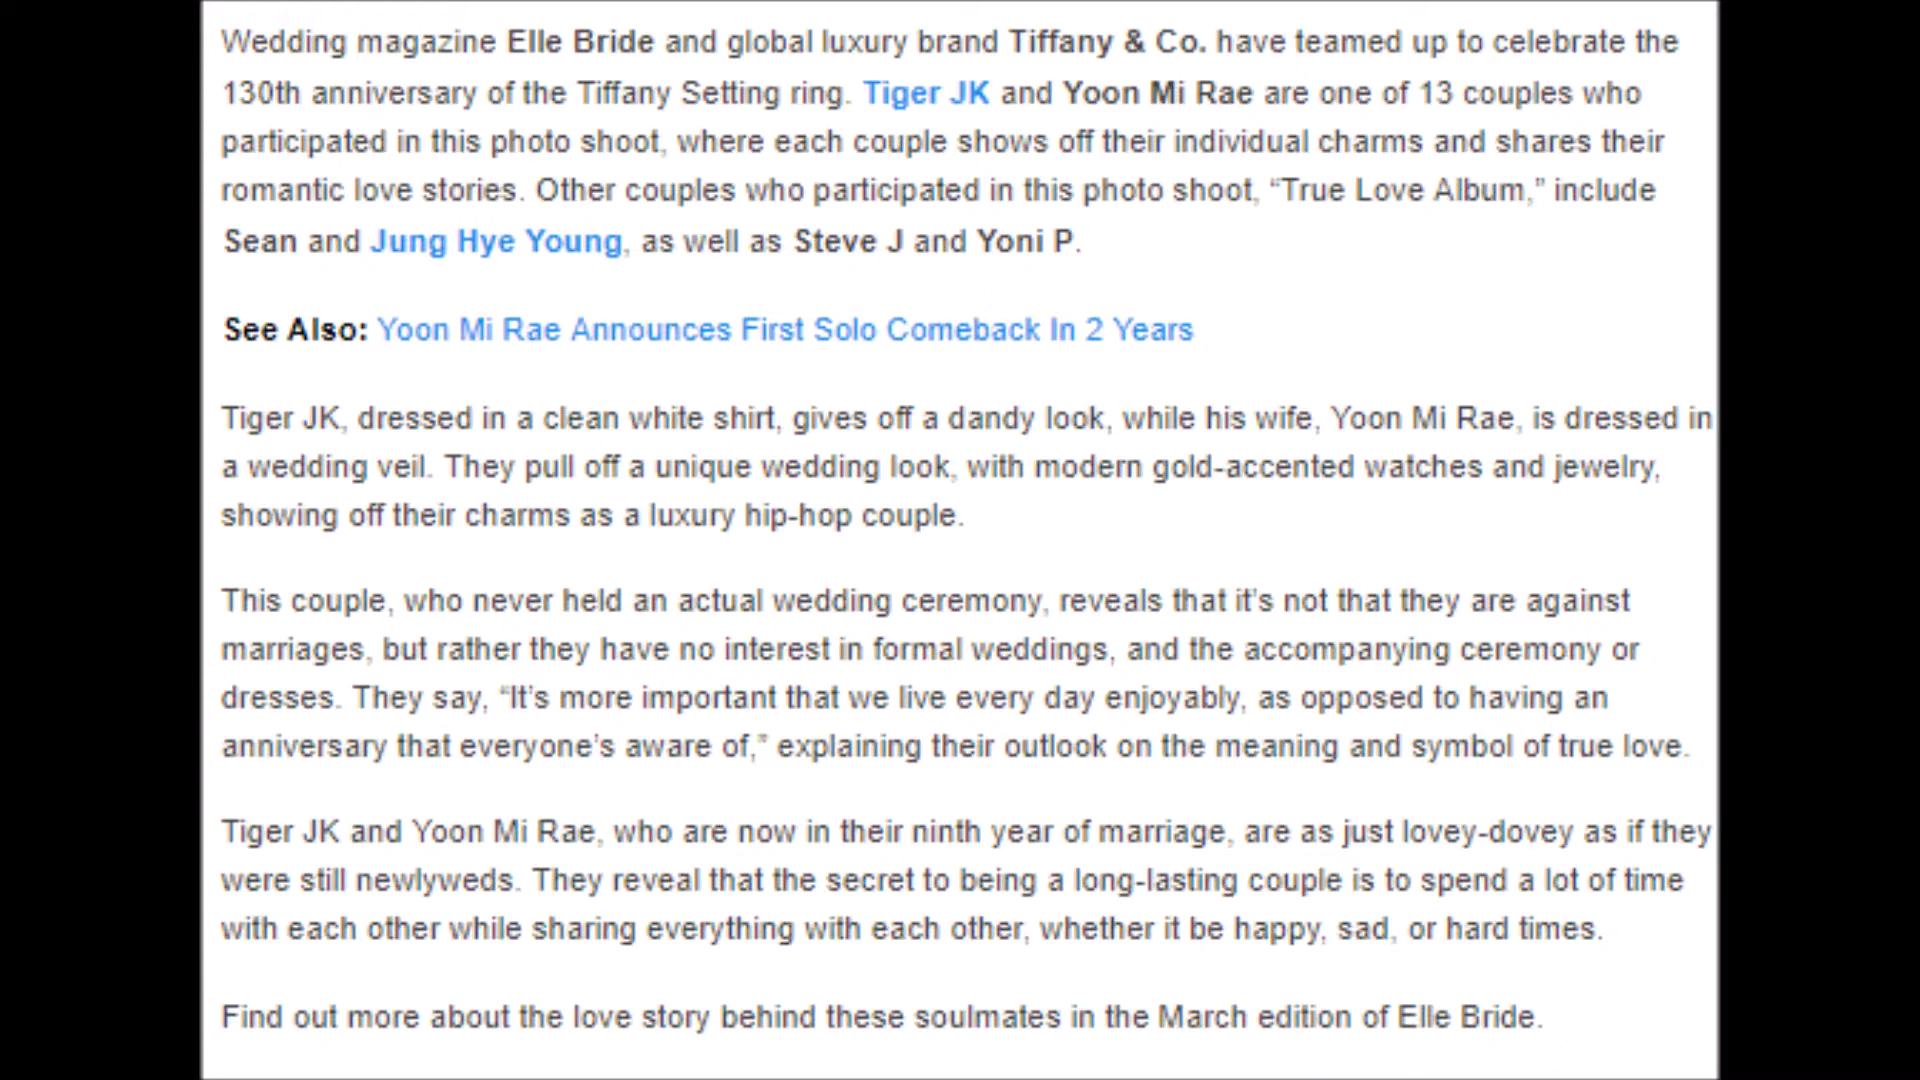 Wedding magazine Elle Bride and global luxury brand Tiffany & Co. have teamed up to celebrate the
130th anniversary of the Tiffany Setting ring. Tiger JK and Yoon Mi Rae are one of 13 couples who
participated in this photo shoot, where each couple shows off their individual charms and shares their
romantic love stories. Other couples who participated in this photo shoot, “True Love Album,” include
Sean and Jung Hye Young, as well as Steve J and Yoni P.
See Also: Yoon Mi Rae Announces First Solo Comeback In 2 Years
Tiger JK, dressed in a clean white shirt, gives off a dandy look, while his wife, Yoon Mi Rae, is dressed in
a wedding veil. They pull off a unique wedding look, with modern gold-accented watches and jewelry,
showing off their charms as a luxury hip-hop couple.
This couple, who never held an actual wedding ceremony, reveals that it’s not that they are against
marriages, but rather they have no interest in formal weddings, and the accompanying ceremony or
dresses. They say, “It’s more important that we live every day enjoyably, as opposed to having an
anniversary that everyone’s aware of,” explaining their outlook on the meaning and symbol of true love.
Tiger JK and Yoon Mi Rae, who are now in their ninth year of marriage, are as just lovey-dovey as if they
were still newlyweds. They reveal that the secret to being a long-lasting couple is to spend a lot of time
with each other while sharing everything with each other, whether it be happy, sad, or hard times.
Find out more about the love story behind these soulmates in the March edition of Elle Bride.